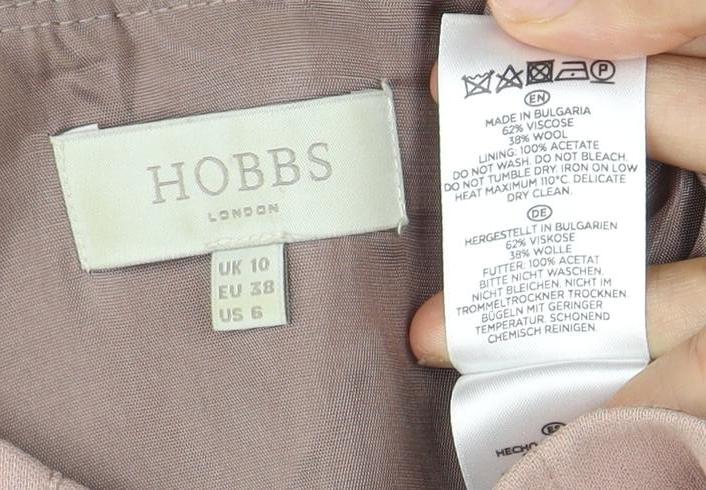 HOBBS
LONDON
UK 10
EU 38
US 6
P
EN
MADE IN BULGARIA
62% VISCOSE
38% WOOL
LINING: 100% ACETATE
DO NOT WASH. DO NOT BLEACH.
DO NOT TUMBLE DRY. IRON ON LOW
HEAT MAXIMUM 110°C. DELICATE
DRY CLEAN.
DE
HERGESTELLT IN BULGARIEN
62% VISKOSE
38% WOLLE
FUTTER: 100% ACETAT
BITTE NICHT WASCHEN.
NICHT BLEICHEN. NICHT IM
TROMMELTROCKNER TROCKNEN.
BÜGELN MIT GERINGER
TEMPERATUR. SCHONEND
CHEMISCH REINIGEN.
ES
HECHO